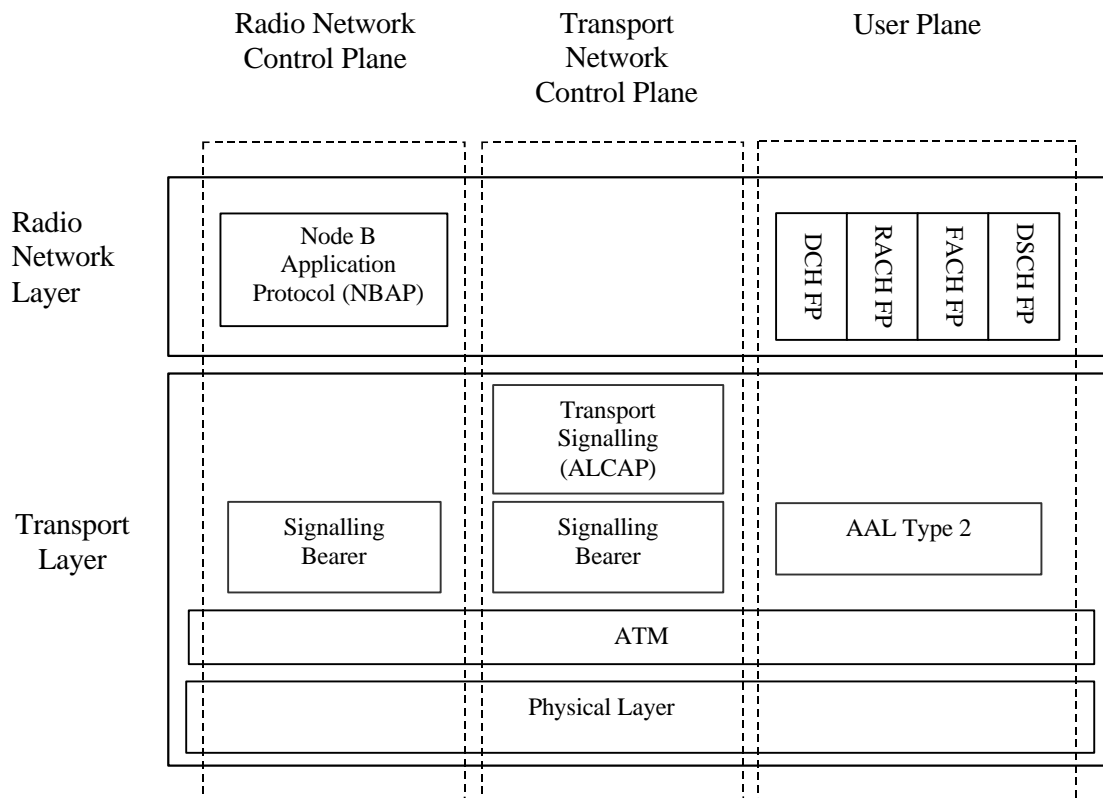 Radio Network
Control Plane
Transport
Network
Control Plane
User Plane
Radio
Network
Layer
Node B
Application
Protocol (NBAP)
DCH FP
RACH FP
FACH FP
DSCH FP
Transport
Layer
Transport
Signalling
(ALCAP)
Signalling
Bearer
Signalling
Bearer
AAL Type 2
ATM
Physical Layer